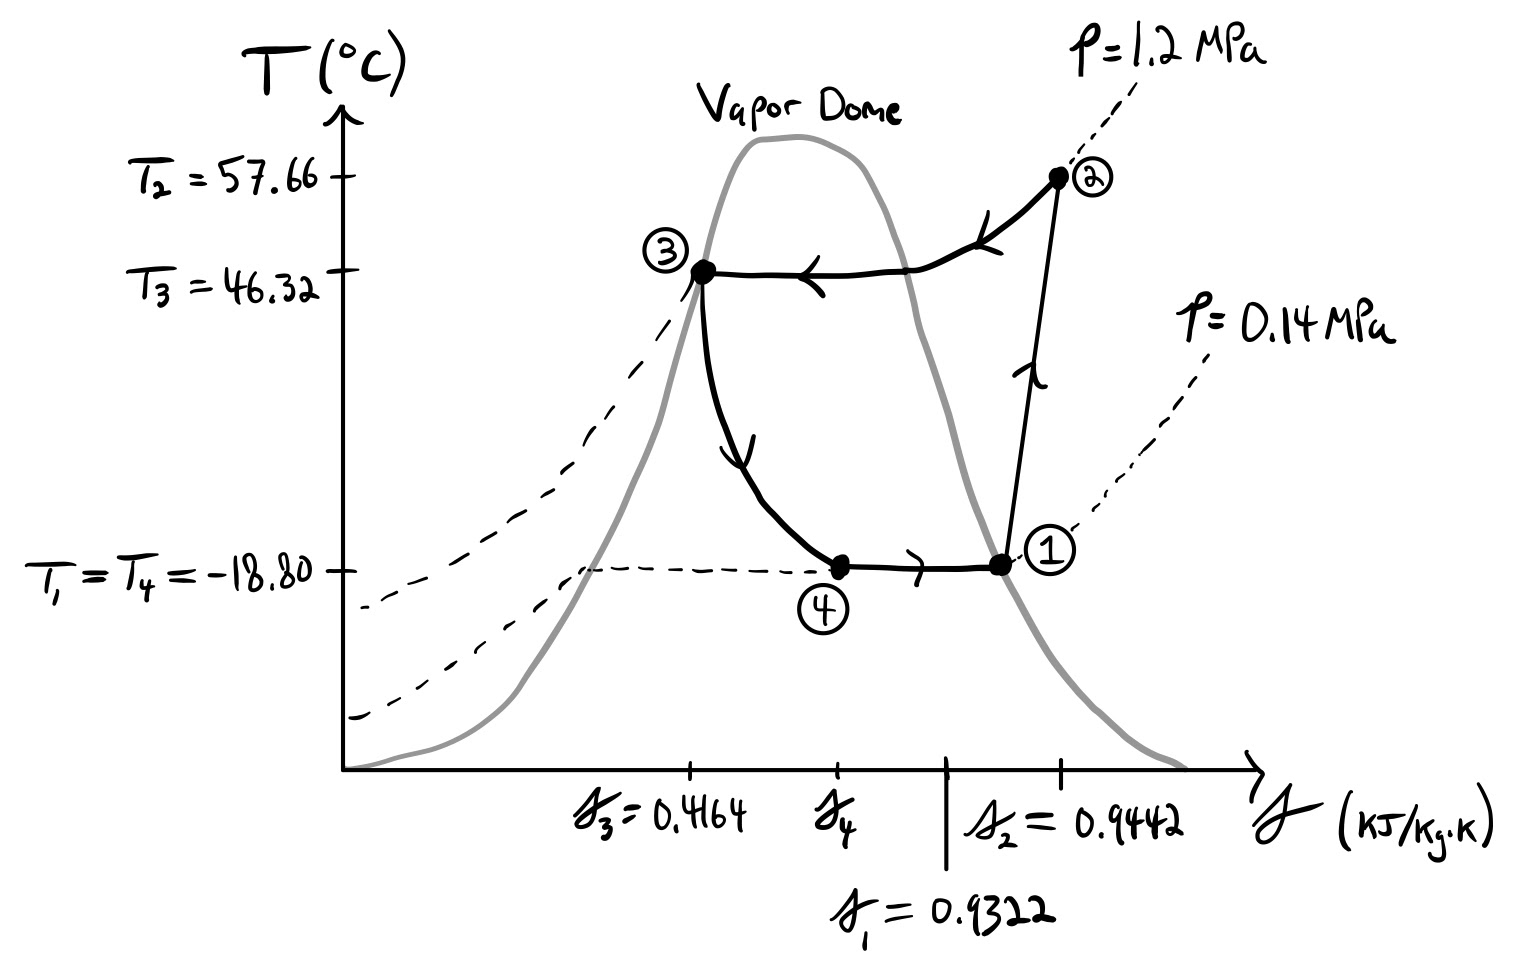 T (°C)
P = 1.2 MPa
Vapor Dome
T₂ = 57.66
②
③
T₃ = 46.32
P = 0.14 MPa
①
T₁ = T₄ = -18.80
④
s₃ = 0.4164
s₄
s₂ = 0.9442
s (KJ/Kg·K)
s₁ = 0.9322